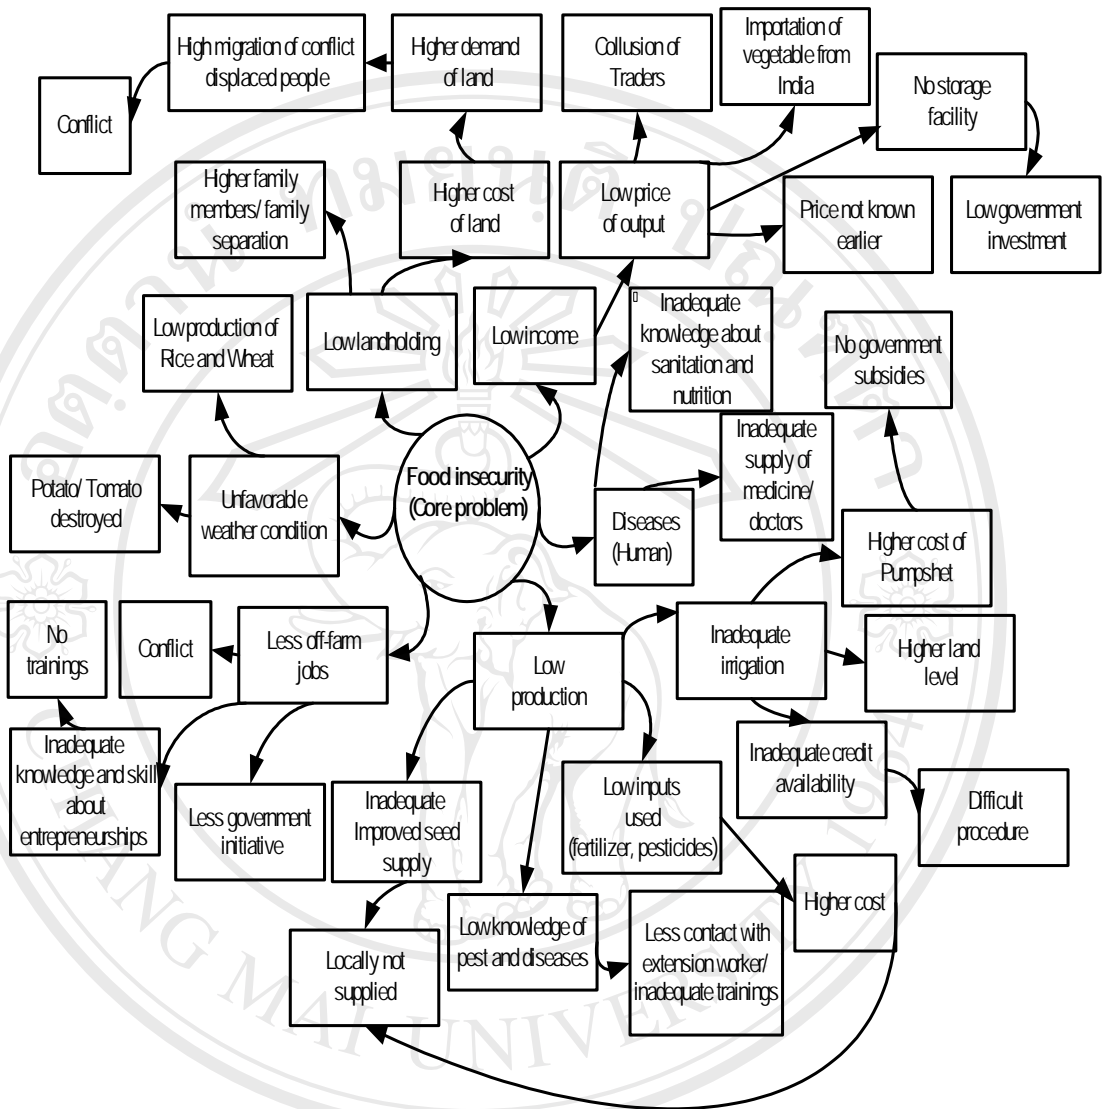 High migration of conflict
displaced people
Higher demand
of land
Collusion of
Traders
Importation of
vegetable from
India
No storage
facility
Conflict
Higher family
members/ family
separation
Higher cost
of land
Low price
of output
Price not known
earlier
Low government
investment
Low production of
Rice and Wheat
Low landholding
Low income
Inadequate
knowledge about
sanitation and
nutrition
No government
subsidies
Potato/ Tomato
destroyed
Unfavorable
weather condition
Food insecurity
(Core problem)
Diseases
(Human)
Inadequate
supply of
medicine/
doctors
Higher cost of
Pumpshet
No
trainings
Conflict
Less off-farm
jobs
Low
production
Inadequate
irrigation
Higher land
level
Inadequate
knowledge and skill
about
entrepreneurships
Less government
initiative
Inadequate
Improved seed
supply
Low inputs
used
(fertilizer, pesticides)
Inadequate credit
availability
Difficult
procedure
Locally not
supplied
Low knowledge of
pest and diseases
Less contact with
extension worker/
inadequate trainings
Higher cost
CHIANG MAI UNIVERSITY 1964